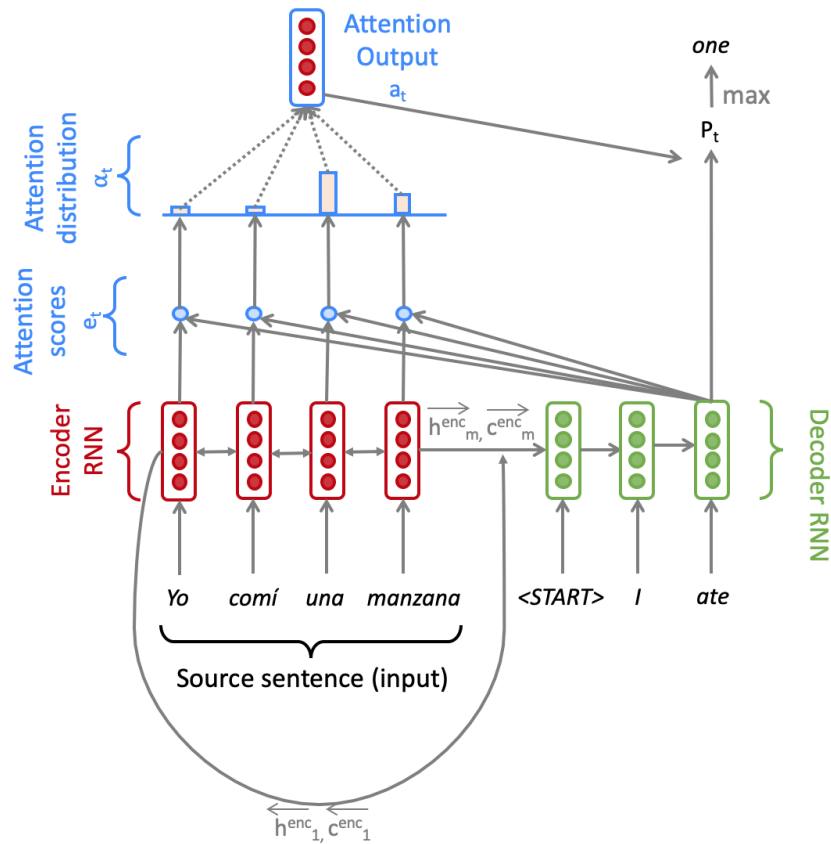 Attention
Output
a_t
one
max
P_t
Attention
distribution
α_t
Attention
scores
e_t
Encoder
RNN
h^enc_m, c^enc_m
Decoder RNN
Yo comí una manzana <START> I ate
Source sentence (input)
h^enc_1, c^enc_1